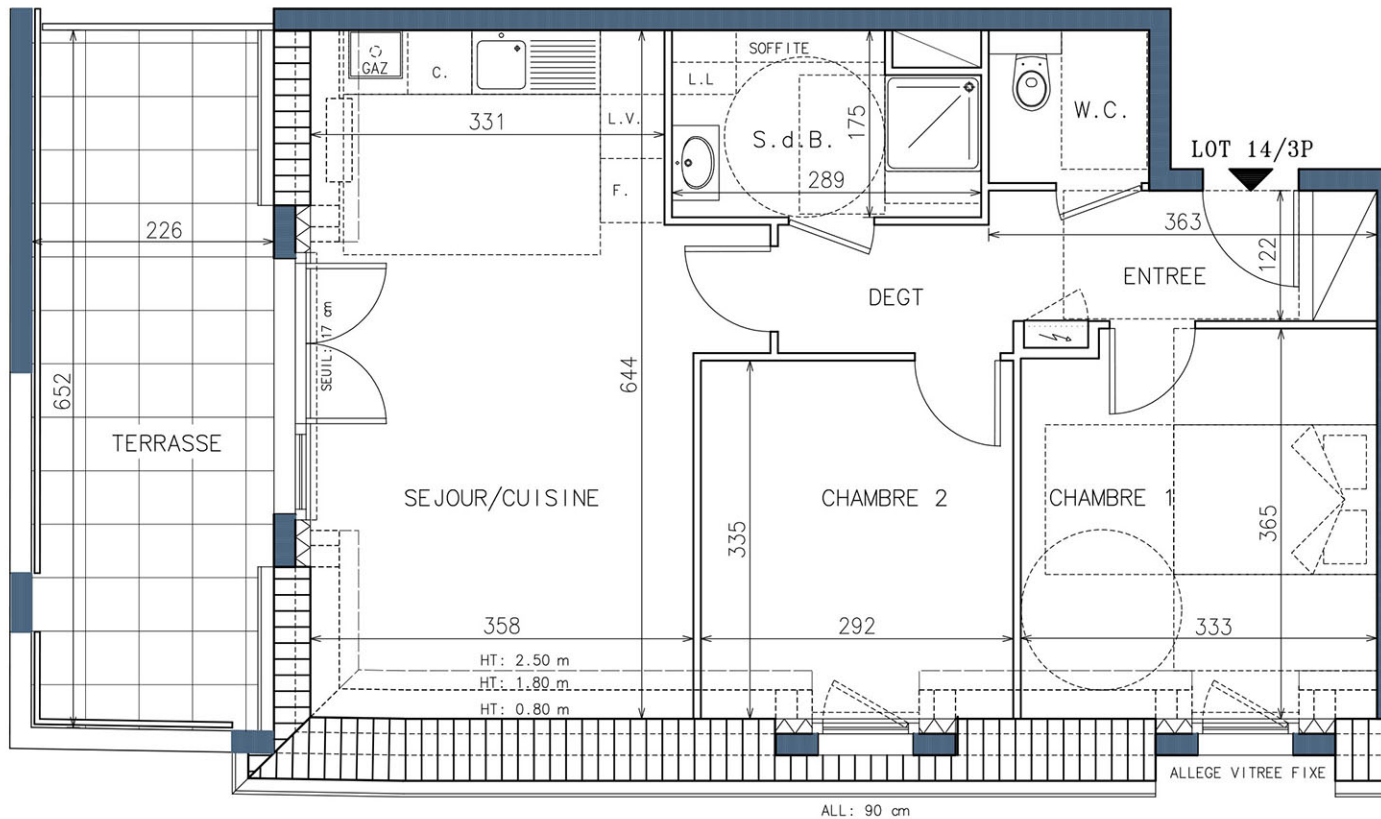 SOFFITE
GAZ
C.
L.L
W.C.
331
L.V.
S.d.B.
175
LOT 14/3P
F.
289
226
363
122
DEGT
ENTREE
SEUIL: 17 cm
652
644
TERRASSE
SEJOUR/CUISINE
CHAMBRE 2
CHAMBRE 1
335
365
358
292
333
HT: 2.50 m
HT: 1.80 m
HT: 0.80 m
ALLEGE VITREE FIXE
ALL: 90 cm